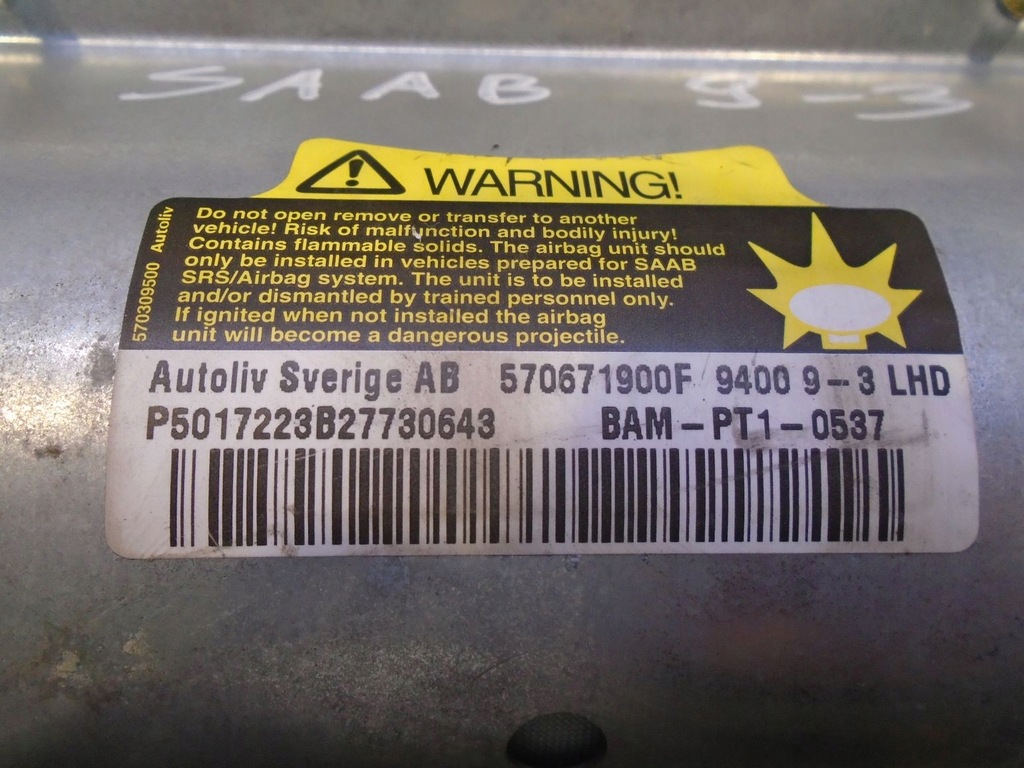 SAAB 9-3
WARNING!
570309500 Autoliv
Do not open remove or transfer to another
vehicle! Risk of malfunction and bodily injury!
Contains flammable solids. The airbag unit should
only be installed in vehicles prepared for SAAB
SRS/Airbag system. The unit is to be installed
and/or dismantled by trained personnel only.
If ignited when not installed the airbag
unit will become a dangerous projectile.
Autoliv Sverige AB 570671900F 9400 9-3 LHD
P5017223B27730643 BAM-PT1-0537